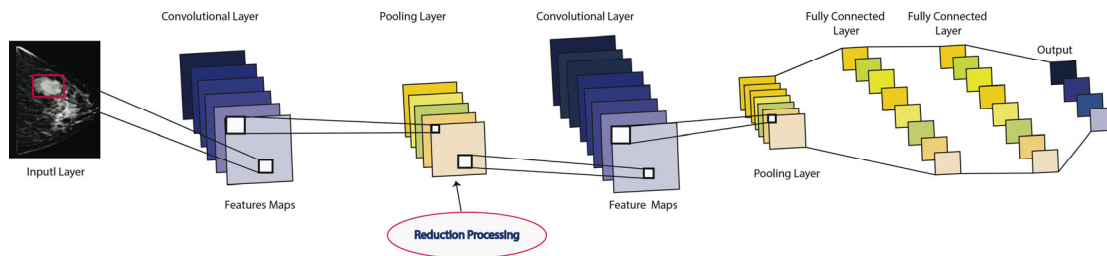 Convolutional Layer
Pooling Layer
Convolutional Layer
Fully Connected
Layer
Fully Connected
Layer
Output
Inputl Layer
Features Maps
Feature Maps
Pooling Layer
Reduction Processing